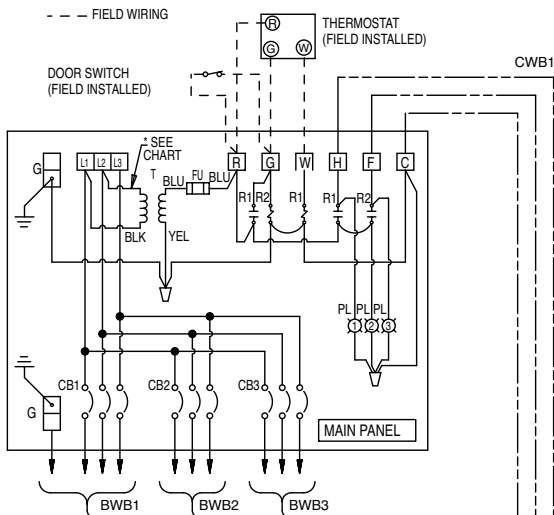 FIELD WIRING
THERMOSTAT
(FIELD INSTALLED)
R
G
W
DOOR SWITCH
(FIELD INSTALLED)
CWB1
* SEE
CHART
G
L1
L2
L3
T
BLU
FU
BLU
R
G
W
H
F
C
R1
R2
R1
R1
R2
BLK
YEL
PL
PL
PL
1
2
3
CB1
CB2
CB3
G
MAIN PANEL
BWB1
BWB2
BWB3